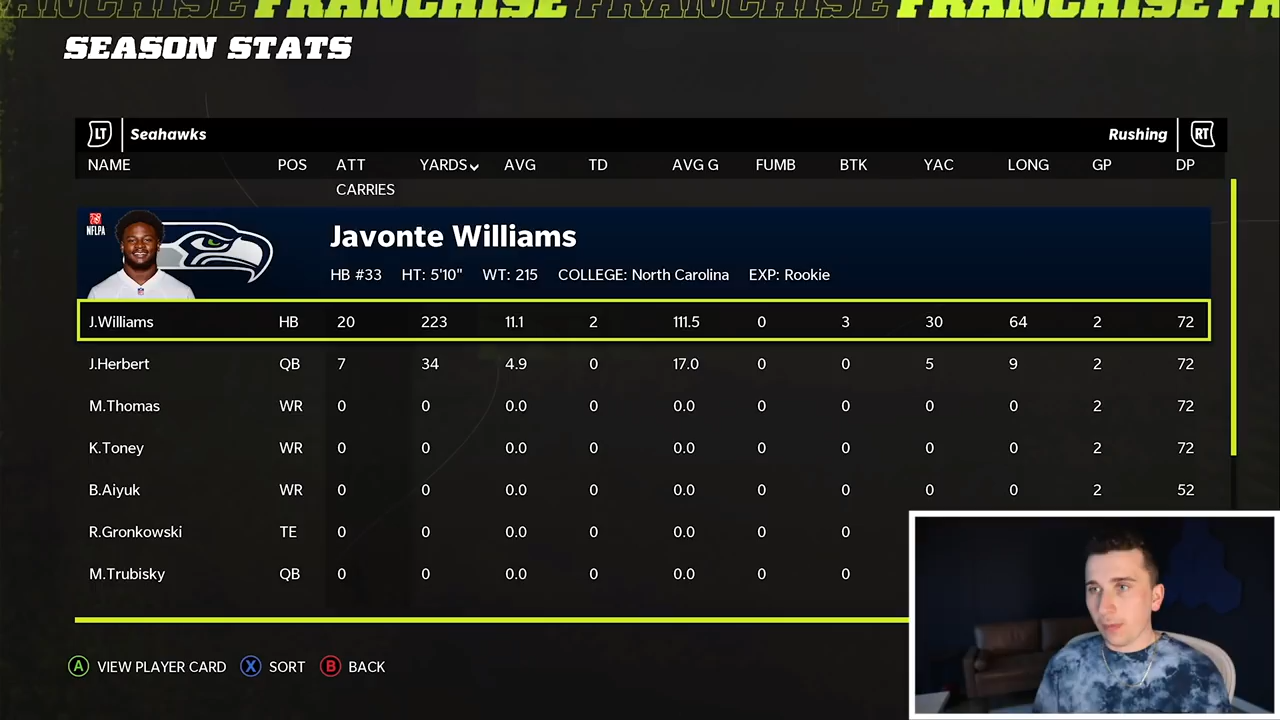 FRANCHISE FRANCHISE FRANCHISE FRANCHISE FR
SEASON STATS
LT Seahawks Rushing RT
NAME POS ATT YARDS AVG TD AVG G FUMB BTK YAC LONG GP DP
CARRIES
NFLPA
Javonte Williams
HB #33 HT: 5'10" WT: 215 COLLEGE: North Carolina EXP: Rookie
J.Williams HB 20 223 11.1 2 111.5 0 3 30 64 2 72
J.Herbert QB 7 34 4.9 0 17.0 0 0 5 9 2 72
M.Thomas WR 0 0 0.0 0 0.0 0 0 0 0 2 72
K.Toney WR 0 0 0.0 0 0.0 0 0 0 0 2 72
B.Aiyuk WR 0 0 0.0 0 0.0 0 0 0 0 2 52
R.Gronkowski TE 0 0 0.0 0 0.0 0 0
M.Trubisky QB 0 0 0.0 0 0.0 0 0
A VIEW PLAYER CARD X SORT B BACK